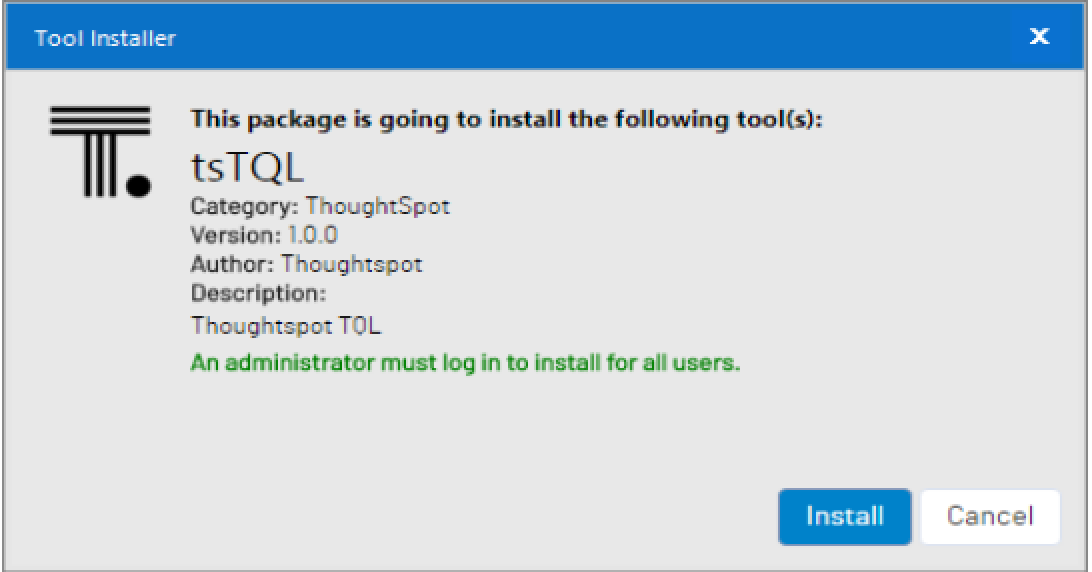 Tool Installer
This package is going to install the following tool(s):
tsTQL
Category: ThoughtSpot
Version: 1.0.0
Author: Thoughtspot
Description:
Thoughtspot TQL
An administrator must log in to install for all users.
Install
Cancel